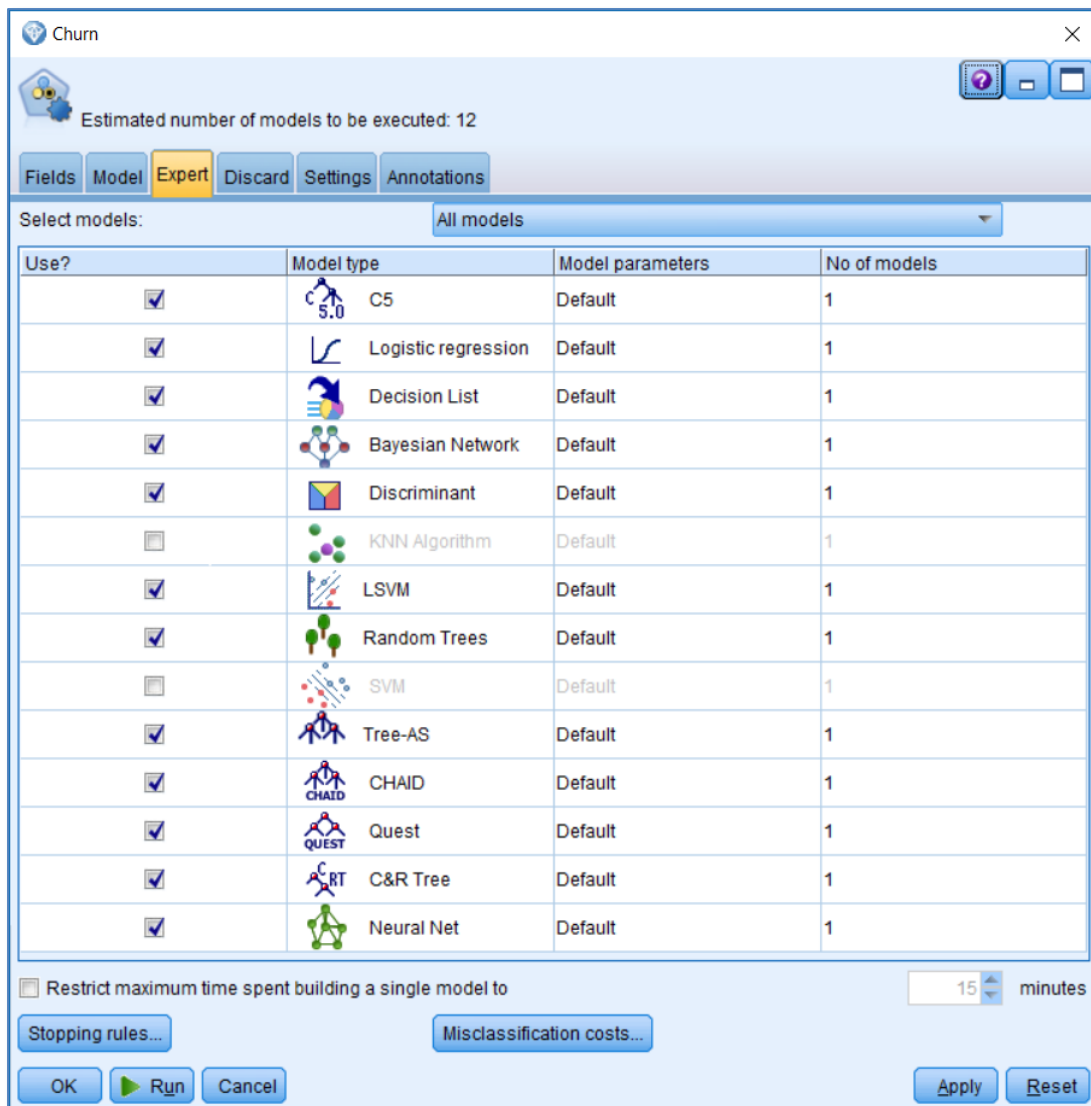 Churn
Estimated number of models to be executed: 12
Fields Model Expert Discard Settings Annotations
Select models: All models
Use? Model type Model parameters No of models
C 5.0 C5 Default 1
Logistic regression Default 1
Decision List Default 1
Bayesian Network Default 1
Discriminant Default 1
KNN Algorithm Default 1
LSVM Default 1
Random Trees Default 1
SVM Default 1
Tree-AS Default 1
CHAID CHAID Default 1
QUEST Quest Default 1
C RT C&R Tree Default 1
Neural Net Default 1
Restrict maximum time spent building a single model to 15 minutes
Stopping rules... Misclassification costs...
OK Run Cancel Apply Reset